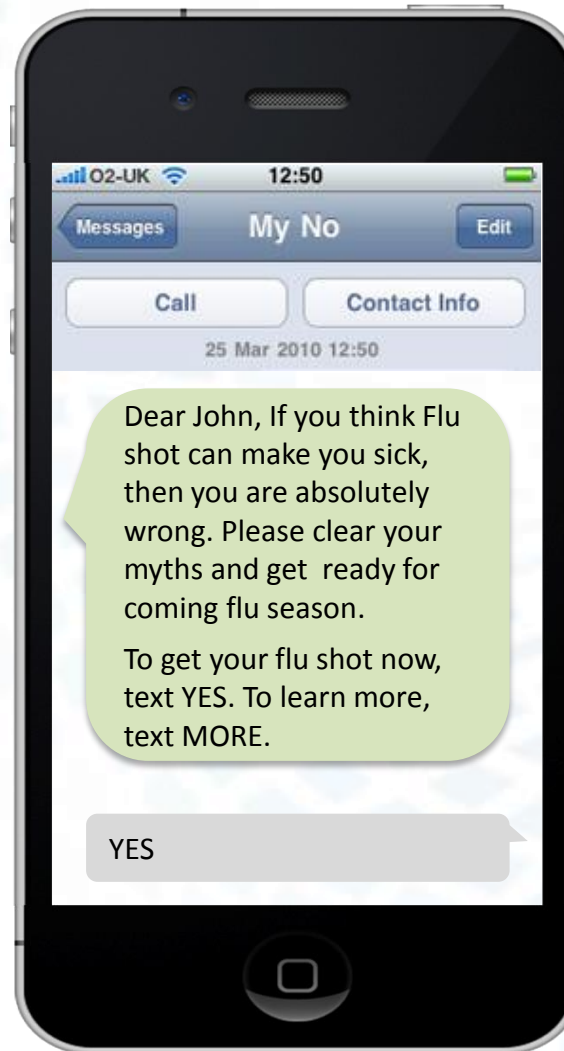 O2-UK 12:50
Messages My No Edit
Call Contact Info
25 Mar 2010 12:50
Dear John, If you think Flu
shot can make you sick,
then you are absolutely
wrong. Please clear your
myths and get  ready for
coming flu season.
To get your flu shot now,
text YES. To learn more,
text MORE.
YES